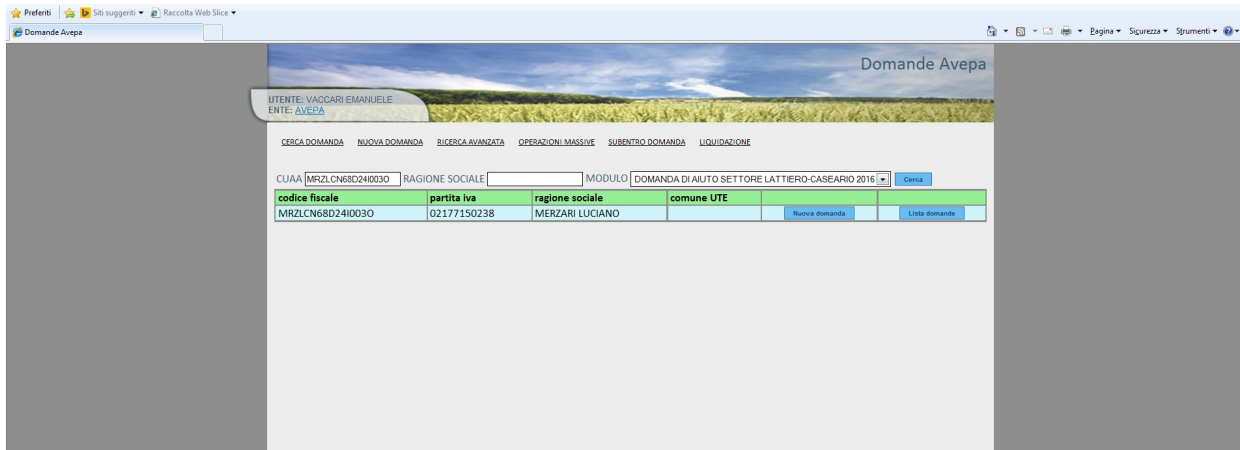 Preferiti Siti suggeriti Raccolta Web Slice
Domande Avepa Pagina Sicurezza Strumenti
Domande Avepa
UTENTE: VACCARI EMANUELE
ENTE: AVEPA
CERCA DOMANDA NUOVA DOMANDA RICERCA AVANZATA OPERAZIONI MASSIVE SUBENTRO DOMANDA LIQUIDAZIONE
CUAA MRZLCN68D24I003O RAGIONE SOCIALE MODULO DOMANDA DI AIUTO SETTORE LATTIERO-CASEARIO 2016 Cerca
codice fiscale partita iva ragione sociale comune UTE
MRZLCN68D24I003O 02177150238 MERZARI LUCIANO Nuova domanda Lista domande